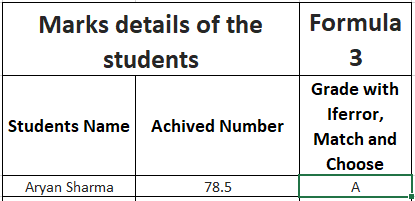 Marks details of the
students
Formula
3
Students Name
Achived Number
Grade with
Iferror,
Match and
Choose
Aryan Sharma
78.5
A